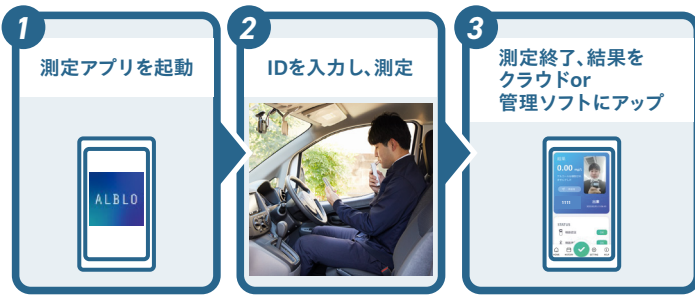 1
測定アプリを起動
ALBLO
2
IDを入力し、測定
3
測定終了、結果を
クラウドor
管理ソフトにアップ
0.00
STATUS